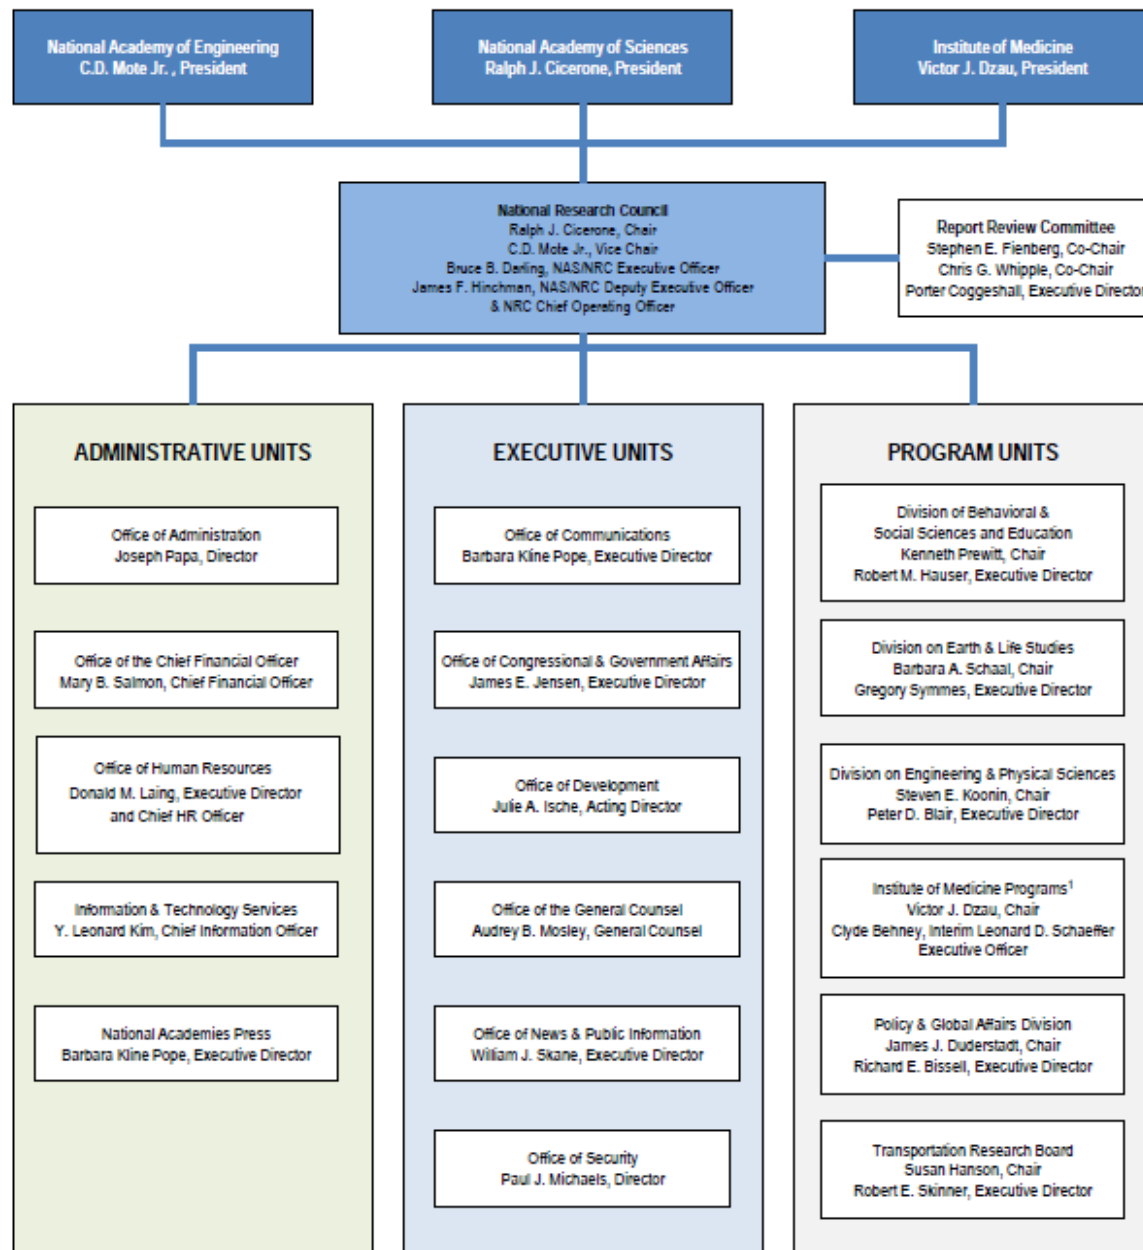 National Academy of Engineering
C.D. Mote Jr. , President
National Academy of Sciences
Ralph J. Cicerone, President
Institute of Medicine
Victor J. Dzau, President
National Research Council
Ralph J. Cicerone, Chair
C.D. Mote Jr., Vice Chair
Bruce B. Darling, NAS/NRC Executive Officer
James F. Hinchman, NAS/NRC Deputy Executive Officer
& NRC Chief Operating Officer
Report Review Committee
Stephen E. Fienberg, Co-Chair
Chris G. Whipple, Co-Chair
Porter Coggeshall, Executive Director
ADMINISTRATIVE UNITS
Office of Administration
Joseph Papa, Director
Office of the Chief Financial Officer
Mary B. Salmon, Chief Financial Officer
Office of Human Resources
Donald M. Laing, Executive Director
and Chief HR Officer
Information & Technology Services
Y. Leonard Kim, Chief Information Officer
National Academies Press
Barbara Kline Pope, Executive Director
EXECUTIVE UNITS
Office of Communications
Barbara Kline Pope, Executive Director
Office of Congressional & Government Affairs
James E. Jensen, Executive Director
Office of Development
Julie A. Ische, Acting Director
Office of the General Counsel
Audrey B. Mosley, General Counsel
Office of News & Public Information
William J. Skane, Executive Director
Office of Security
Paul J. Michaels, Director
PROGRAM UNITS
Division of Behavioral &
Social Sciences and Education
Kenneth Prewitt, Chair
Robert M. Hauser, Executive Director
Division on Earth & Life Studies
Barbara A. Schaal, Chair
Gregory Symmes, Executive Director
Division on Engineering & Physical Sciences
Steven E. Koonin, Chair
Peter D. Blair, Executive Director
Institute of Medicine Programs¹
Victor J. Dzau, Chair
Clyde Behney, Interim Leonard D. Schaeffer
Executive Officer
Policy & Global Affairs Division
James J. Duderstadt, Chair
Richard E. Bissell, Executive Director
Transportation Research Board
Susan Hanson, Chair
Robert E. Skinner, Executive Director